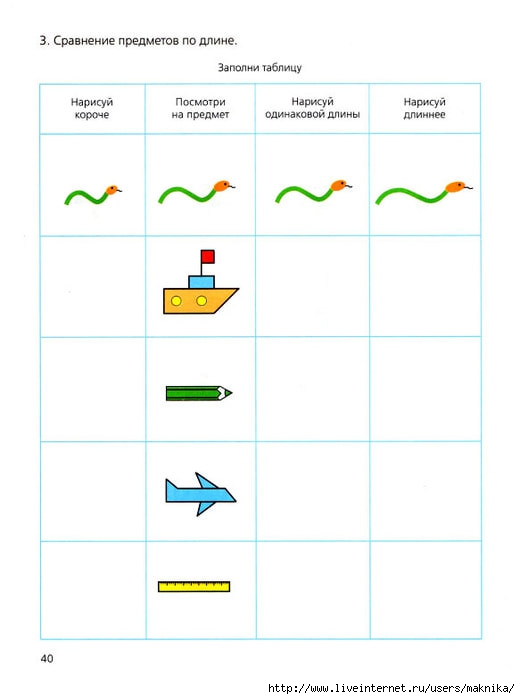 3. Сравнение предметов по длине.
Заполни таблицу
Нарисуй
короче
Посмотри
на предмет
Нарисуй
одинаковой длины
Нарисуй
длиннее
40
http://www.liveinternet.ru/users/maknika/